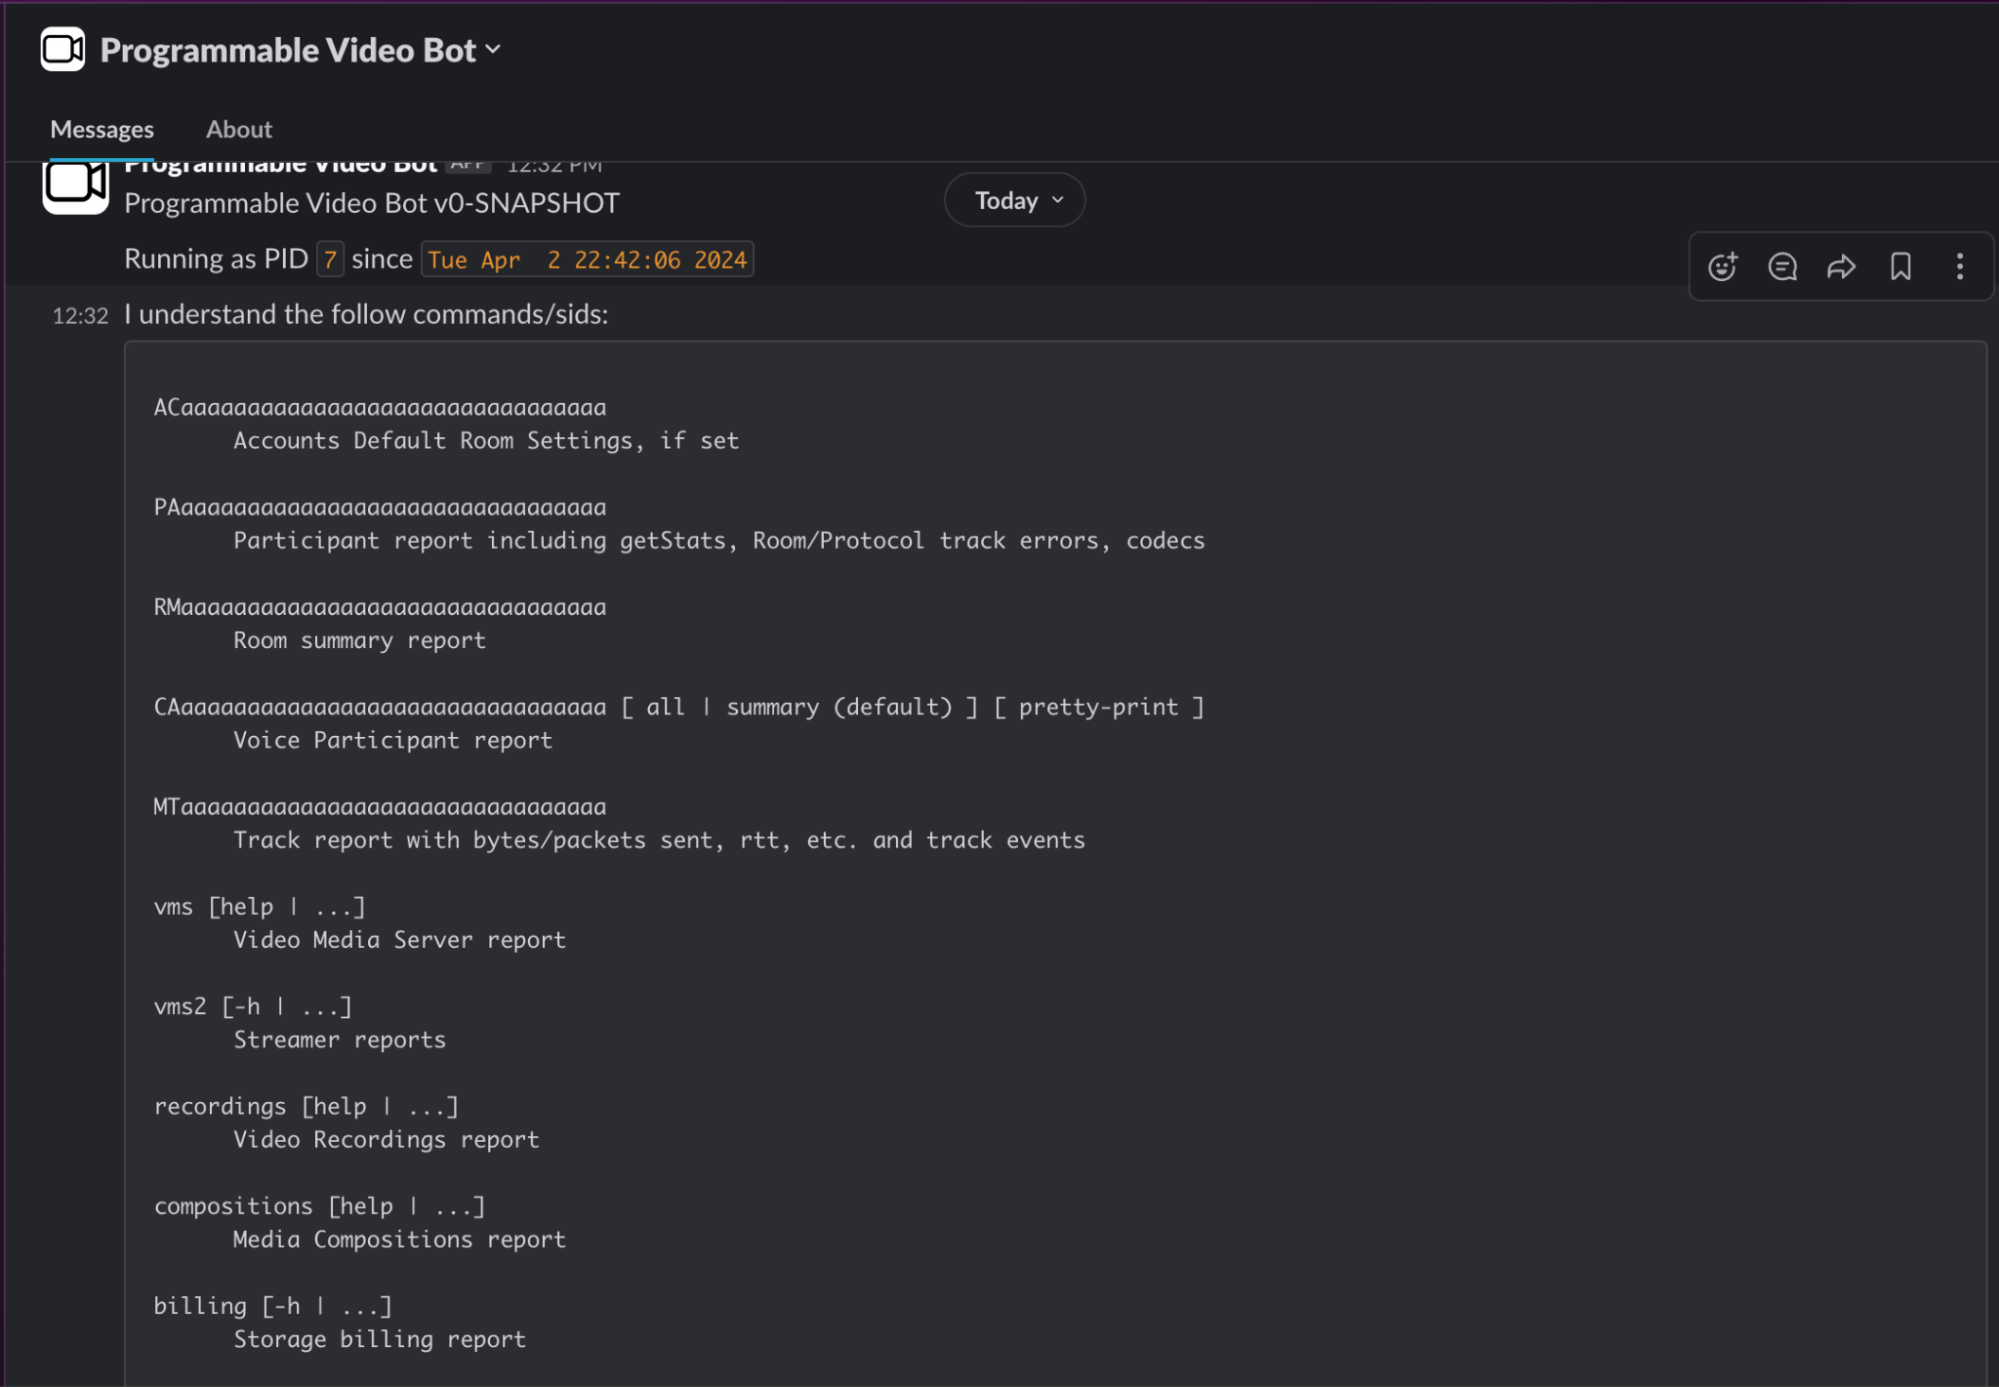 Programmable Video Bot
Messages About
Programmable Video Bot APP 12:32 PM
Programmable Video Bot v0-SNAPSHOT
Today
Running as PID 7 since Tue Apr  2 22:42:06 2024
12:32 I understand the follow commands/sids:
ACaaaaaaaaaaaaaaaaaaaaaaaaaaaaaaaa
Accounts Default Room Settings, if set
PAaaaaaaaaaaaaaaaaaaaaaaaaaaaaaaaa
Participant report including getStats, Room/Protocol track errors, codecs
RMaaaaaaaaaaaaaaaaaaaaaaaaaaaaaaaa
Room summary report
CAaaaaaaaaaaaaaaaaaaaaaaaaaaaaaaaa [ all | summary (default) ] [ pretty-print ]
Voice Participant report
MTaaaaaaaaaaaaaaaaaaaaaaaaaaaaaaaa
Track report with bytes/packets sent, rtt, etc. and track events
vms [help | ...]
Video Media Server report
vms2 [-h | ...]
Streamer reports
recordings [help | ...]
Video Recordings report
compositions [help | ...]
Media Compositions report
billing [-h | ...]
Storage billing report